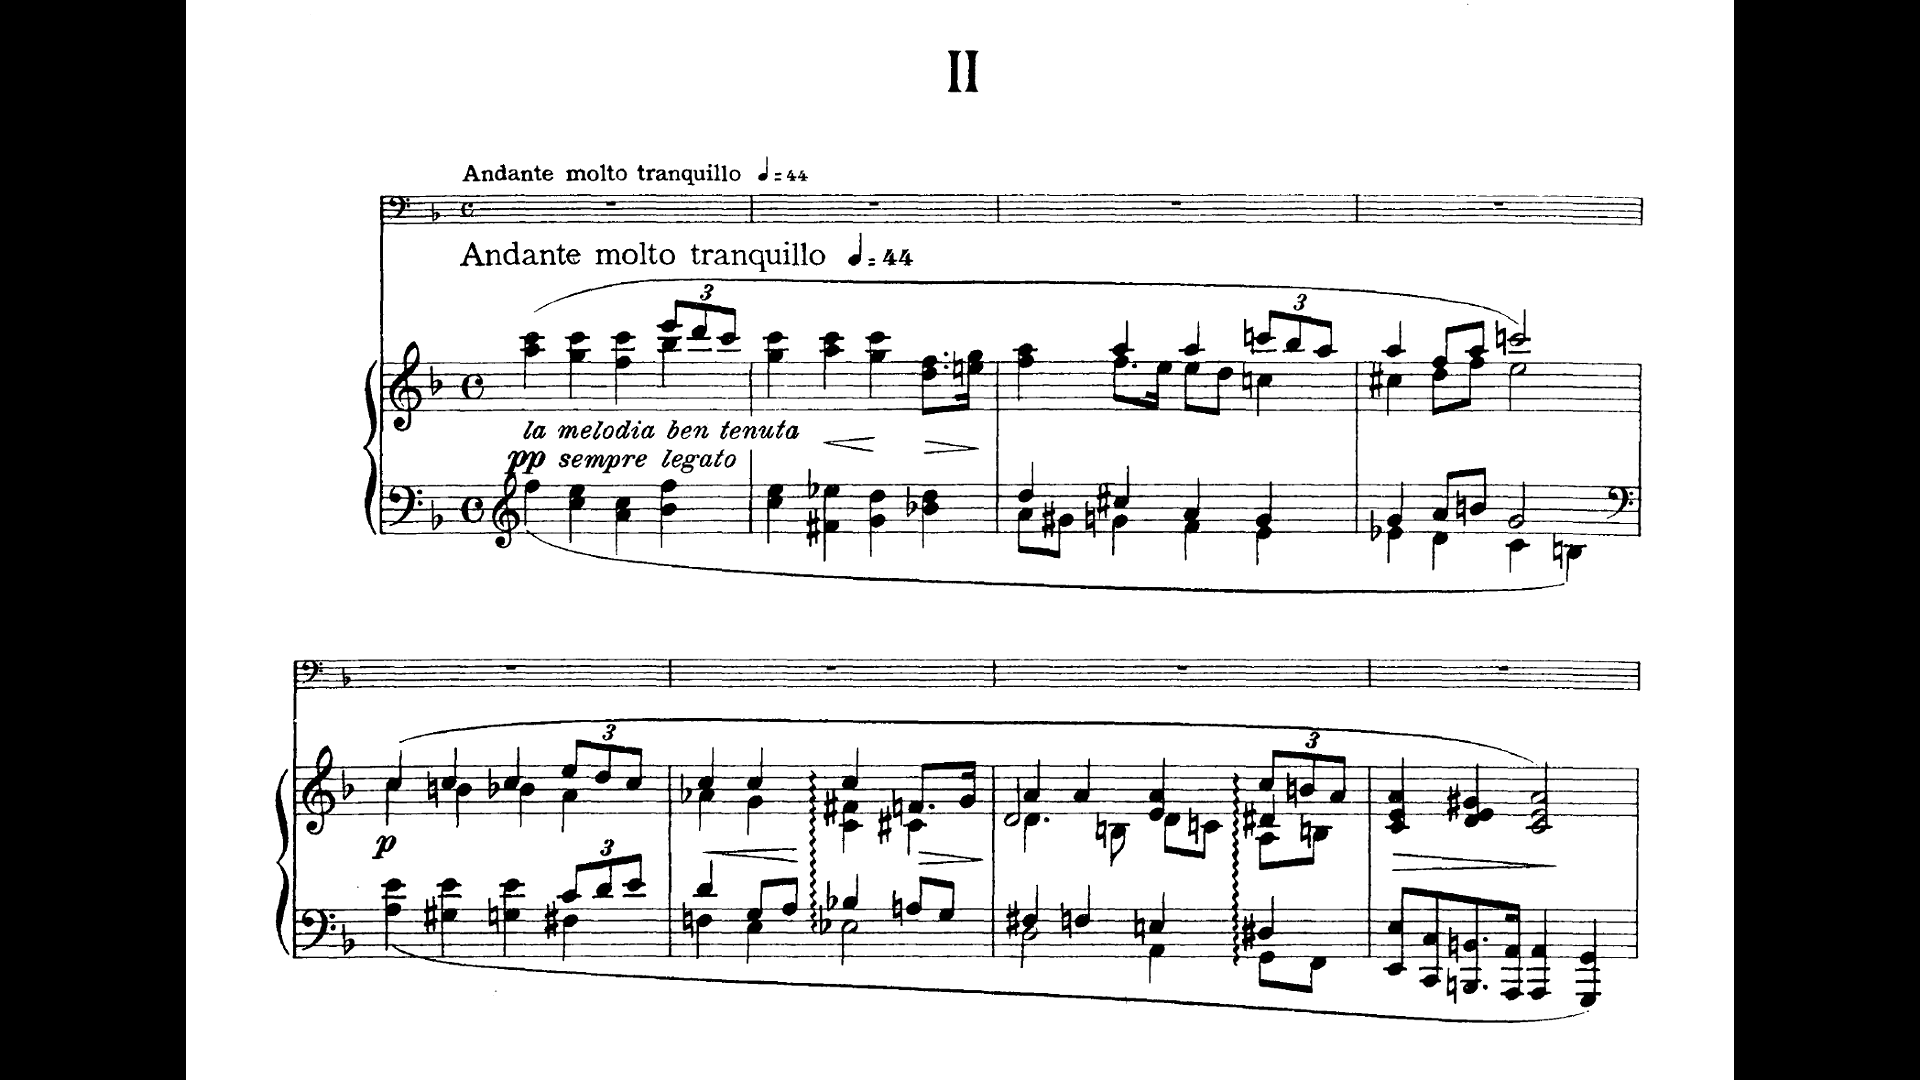 II
Andante molto tranquillo ♩=44
Andante molto tranquillo ♩=44
3
3
la melodia ben tenuta
pp sempre legato
3
3
p
3